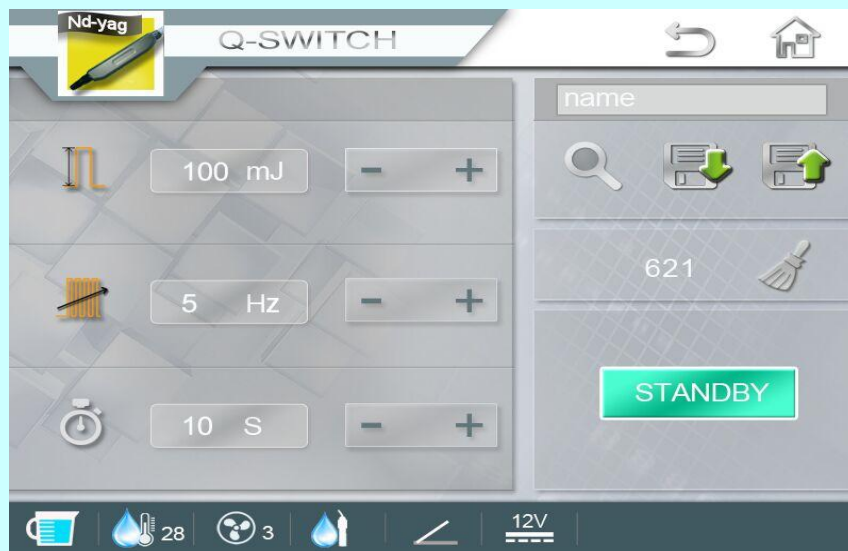 Nd-yag
Q-SWITCH
name
100 mJ
621
5 Hz
STANDBY
10 S
28
3
12V